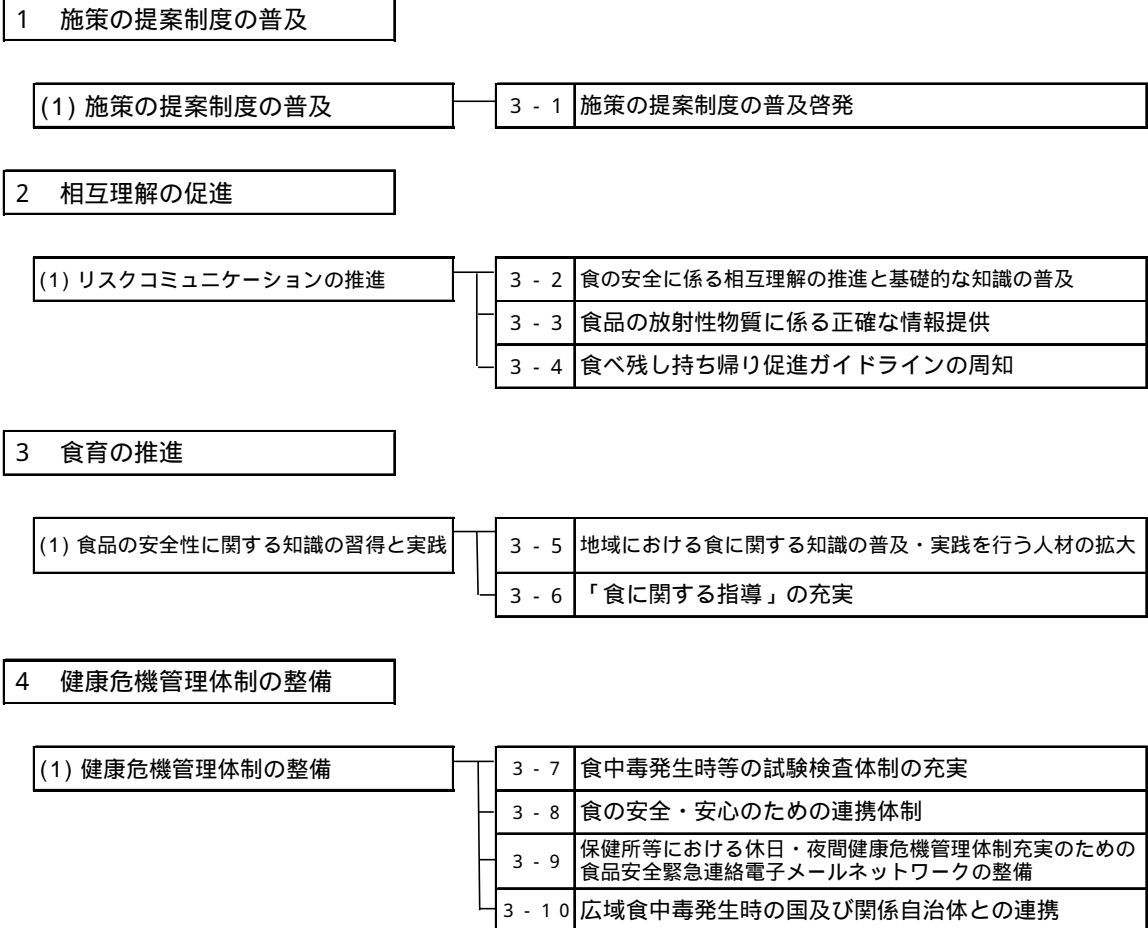 1　施策の提案制度の普及
(1) 施策の提案制度の普及
3 - 1 施策の提案制度の普及啓発
2　相互理解の促進
(1) リスクコミュニケーションの推進
3 - 2 食の安全に係る相互理解の推進と基礎的な知識の普及
3 - 3 食品の放射性物質に係る正確な情報提供
3 - 4 食べ残し持ち帰り促進ガイドラインの周知
3　食育の推進
(1) 食品の安全性に関する知識の習得と実践
3 - 5 地域における食に関する知識の普及・実践を行う人材の拡大
3 - 6 「食に関する指導」の充実
4　健康危機管理体制の整備
(1) 健康危機管理体制の整備
3 - 7 食中毒発生時等の試験検査体制の充実
3 - 8 食の安全・安心のための連携体制
3 - 9 保健所等における休日・夜間健康危機管理体制充実のための
食品安全緊急連絡電子メールネットワークの整備
3 - 1 0 広域食中毒発生時の国及び関係自治体との連携